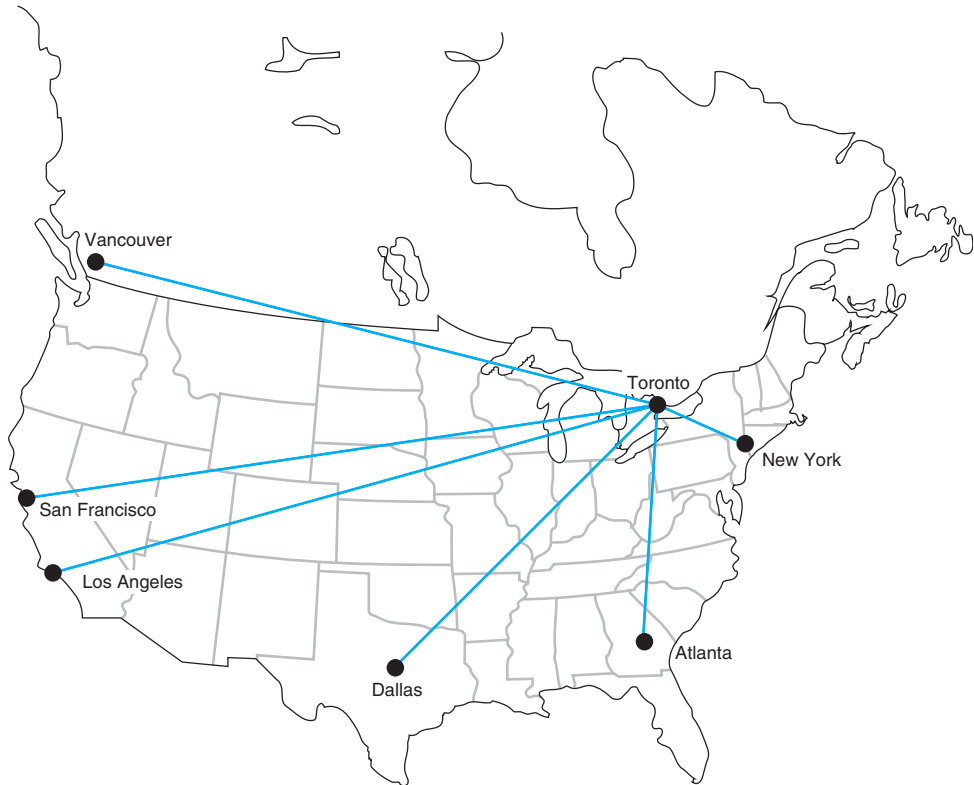 Vancouver
Toronto
New York
San Francisco
Los Angeles
Atlanta
Dallas